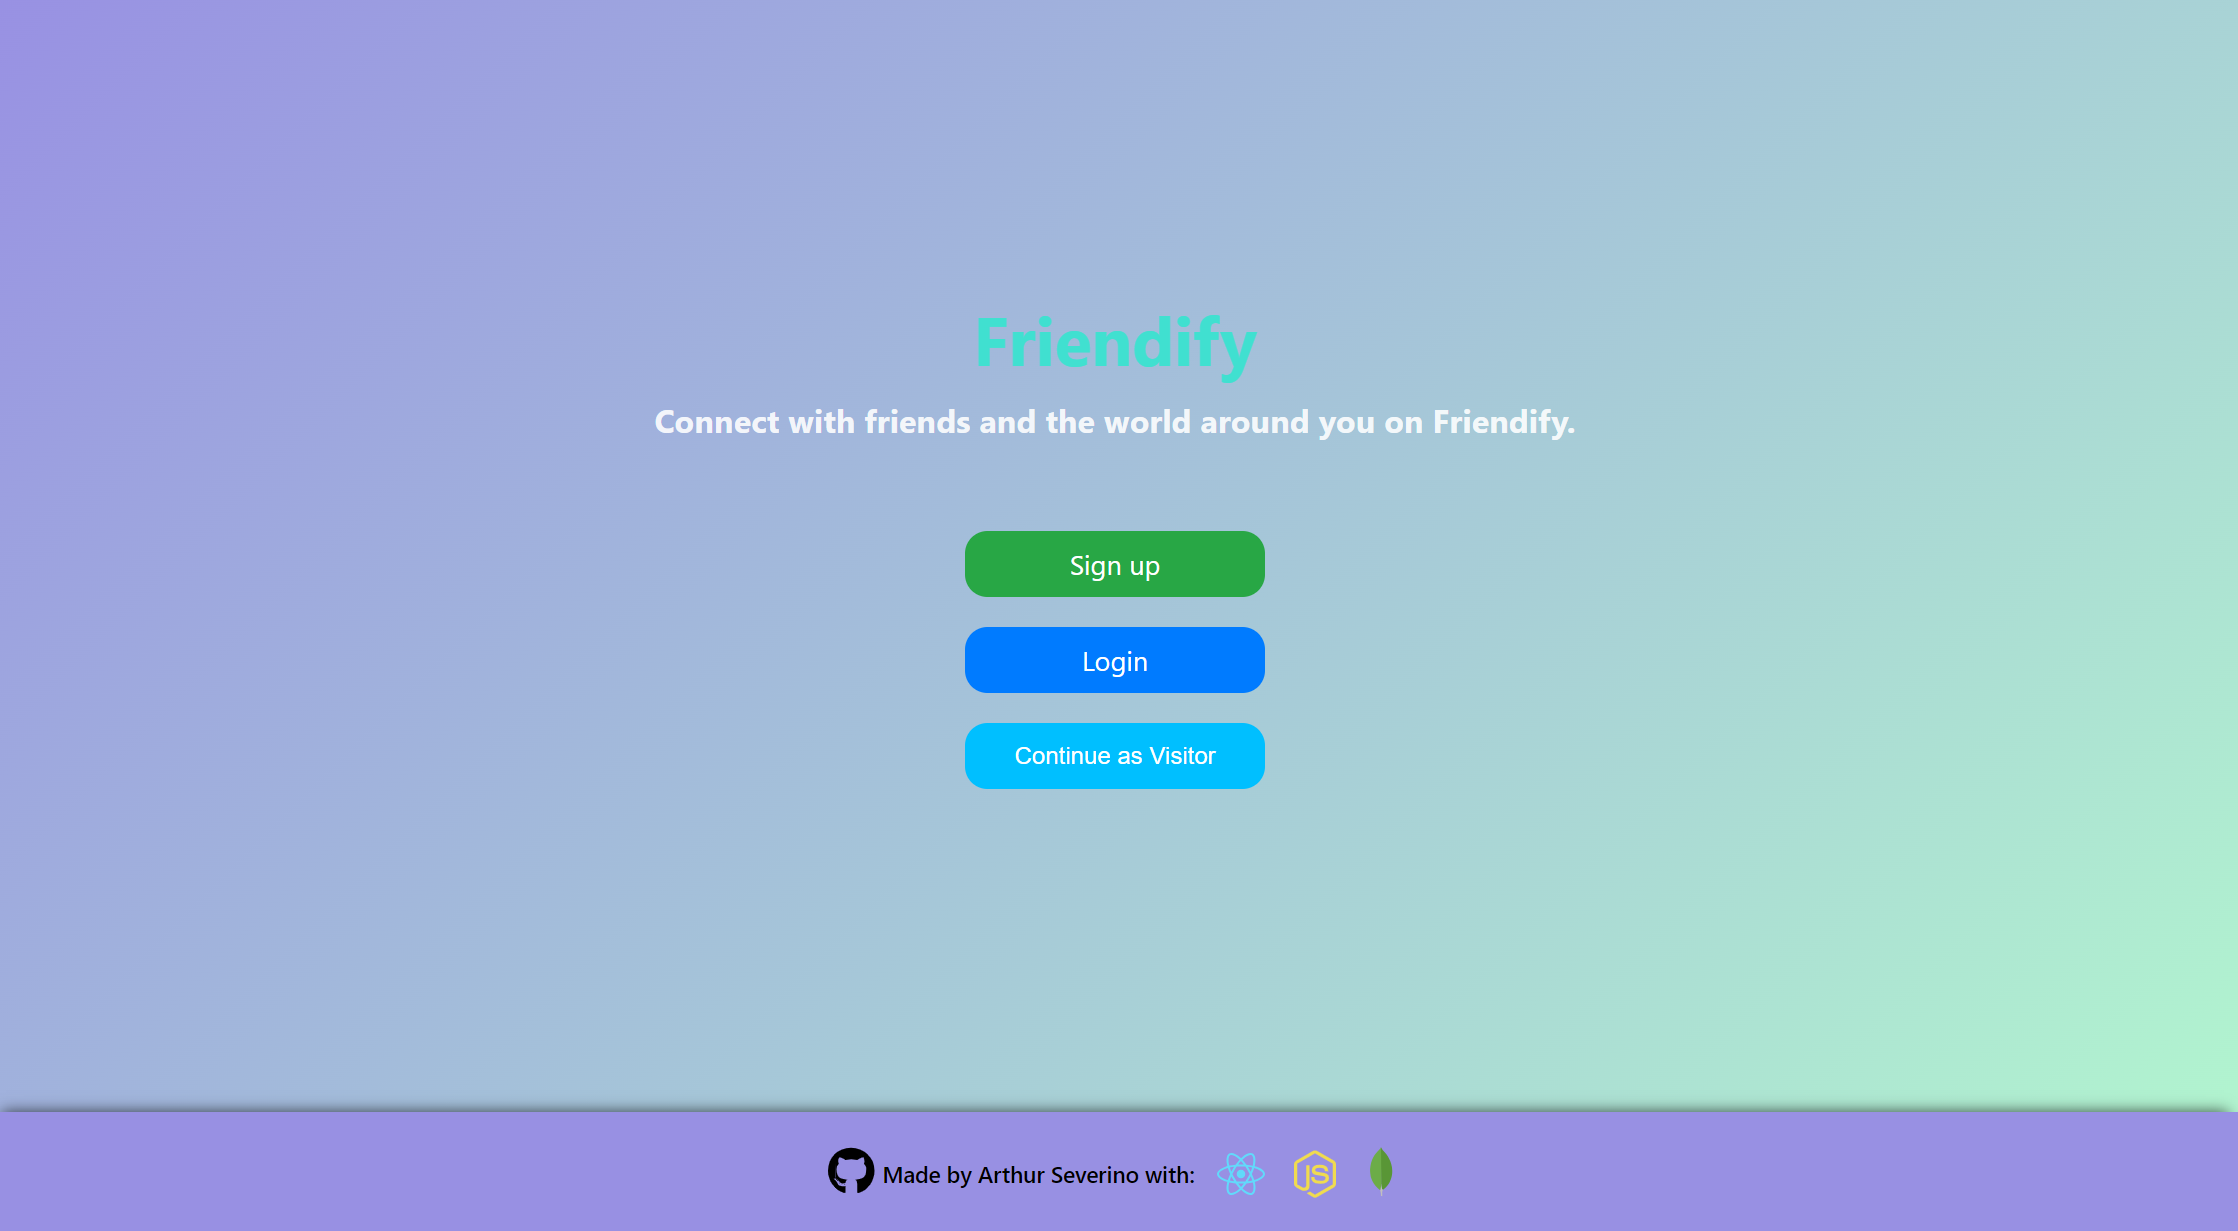 Friendify
Connect with friends and the world around you on Friendify.
Sign up
Login
Continue as Visitor
Made by Arthur Severino with: JS